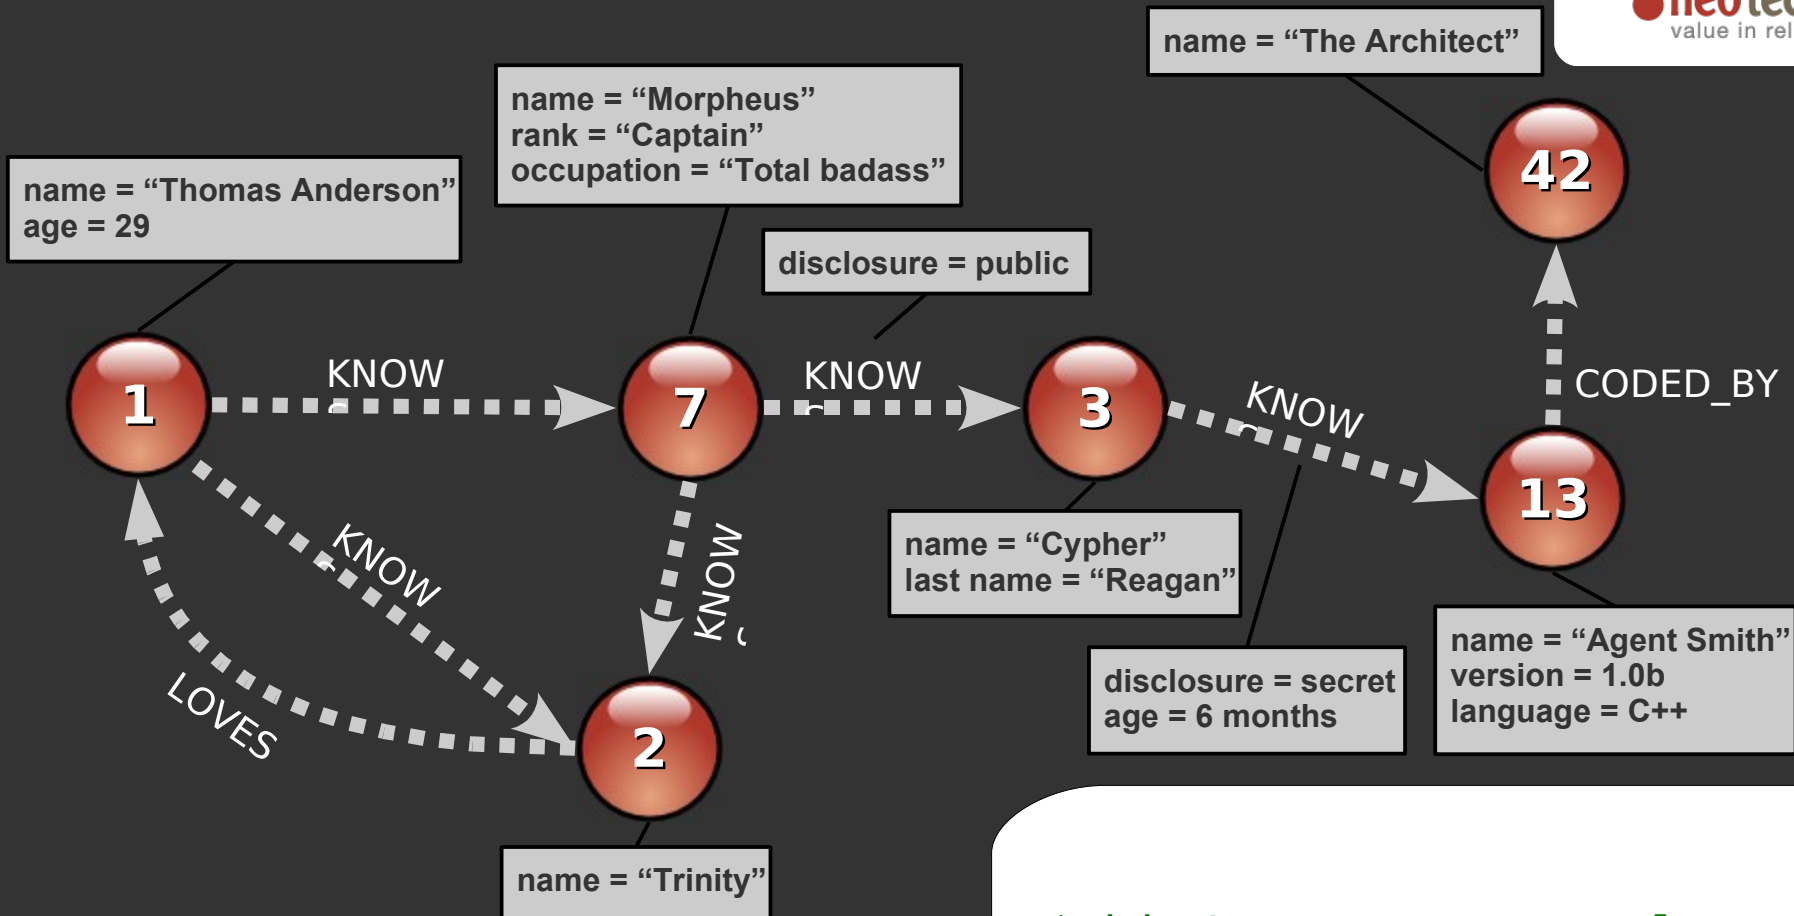 name = “The Architect”
value in rel
name = “Morpheus”
rank = “Captain”
occupation = “Total badass”
42
name = “Thomas Anderson”
age = 29
disclosure = public
KNOW
KNOW
1
7
3
KNOW
CODED_BY
13
name = “Cypher”
last name = “Reagan”
KNOW
KNOW
LOVES
name = “Agent Smith”
version = 1.0b
language = C++
disclosure = secret
age = 6 months
2
name = “Trinity”